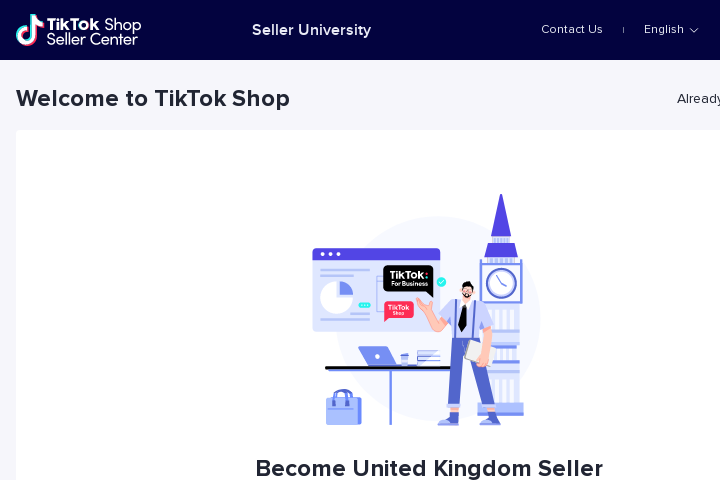 TikTok Shop
Seller Center
Seller University
Contact Us
English
Welcome to TikTok Shop
Already
TikTok:
For Business
TikTok
Shop
Become United Kingdom Seller